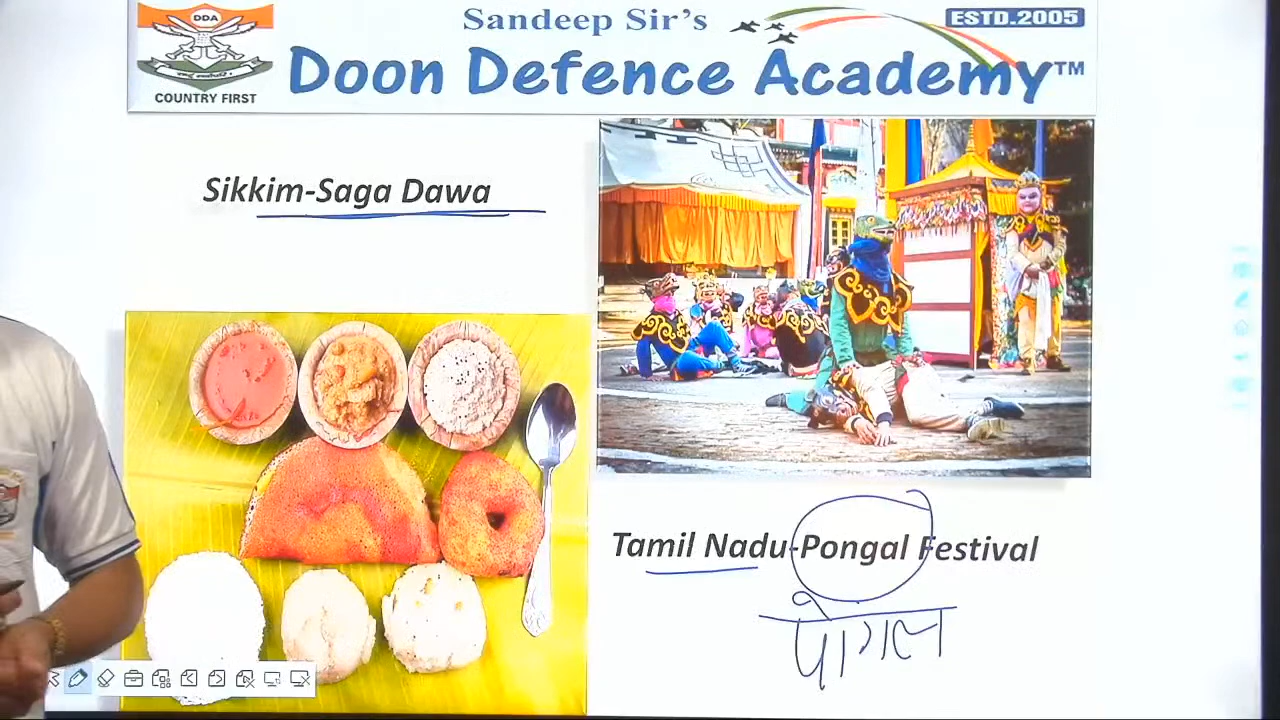 Sandeep Sir's
ESTD.2005
DDA
Doon Defence Academy™
COUNTRY FIRST
Sikkim-Saga Dawa
Tamil Nadu-Pongal Festival
पोंगल